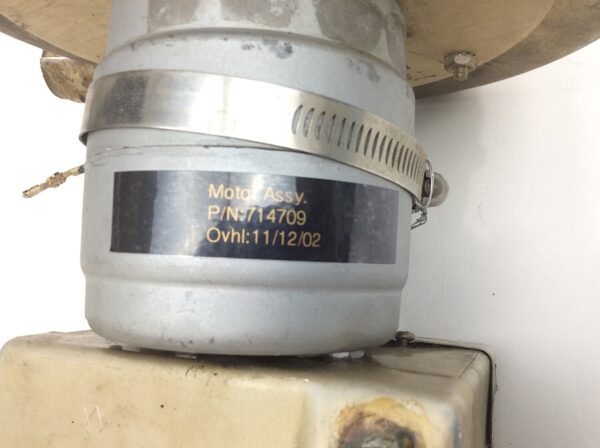 Motor Assy.
P/N:714709
Ovhl:11/12/02